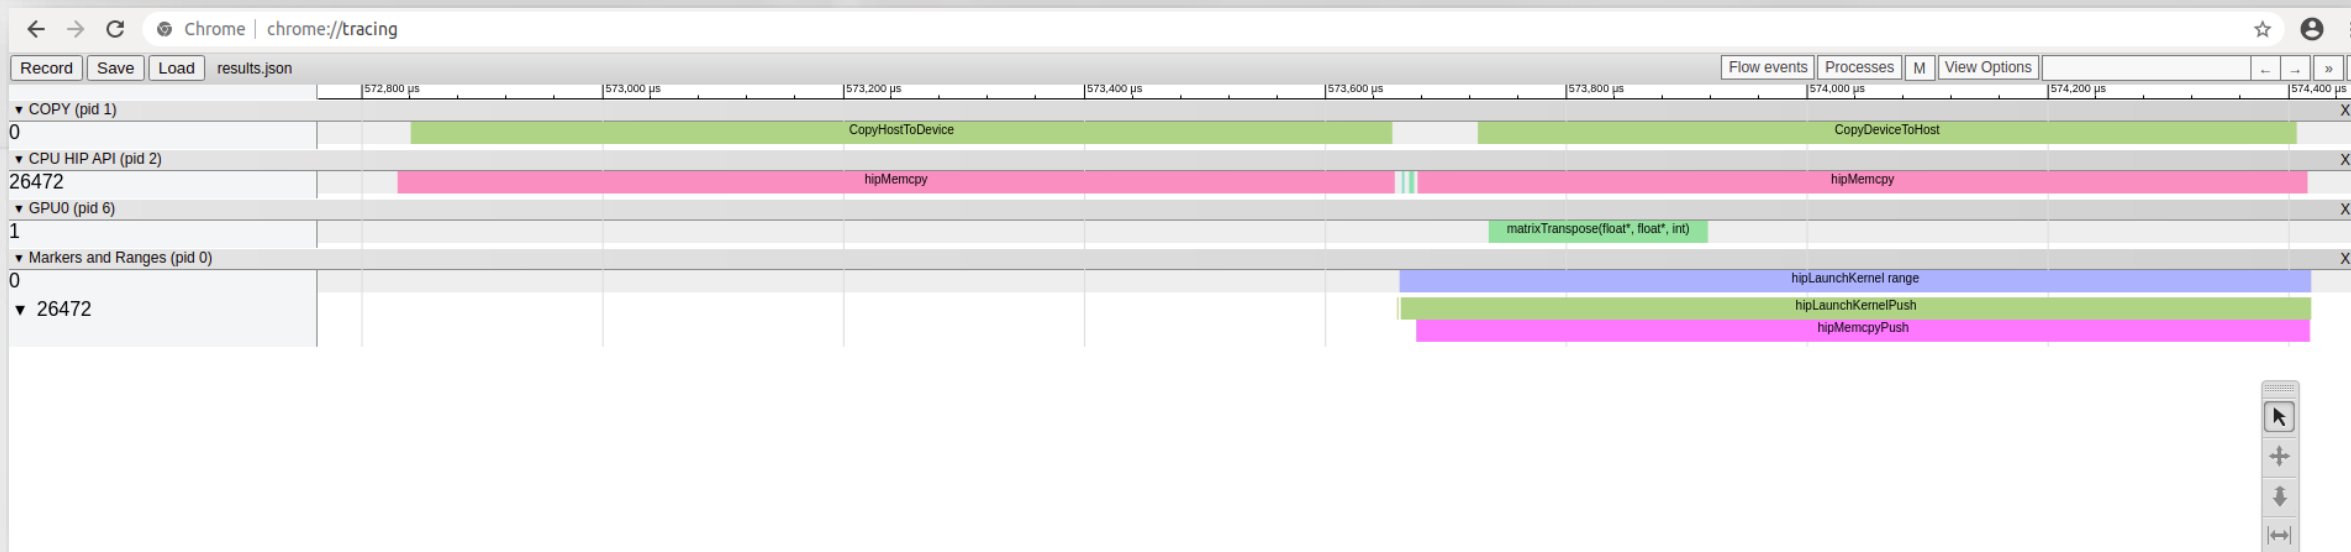 Chrome | chrome://tracing
Record Save Load results.json Flow events Processes M View Options ← → »
572,800 µs 573,000 µs 573,200 µs 573,400 µs 573,600 µs 573,800 µs 574,000 µs 574,200 µs 574,400 µs
▼ COPY (pid 1) X
0 CopyHostToDevice CopyDeviceToHost
▼ CPU HIP API (pid 2) X
26472 hipMemcpy hipMemcpy
▼ GPU0 (pid 6) X
1 matrixTranspose(float*, float*, int)
▼ Markers and Ranges (pid 0) X
0 hipLaunchKernel range
▼ 26472 hipLaunchKernelPush
hipMemcpyPush